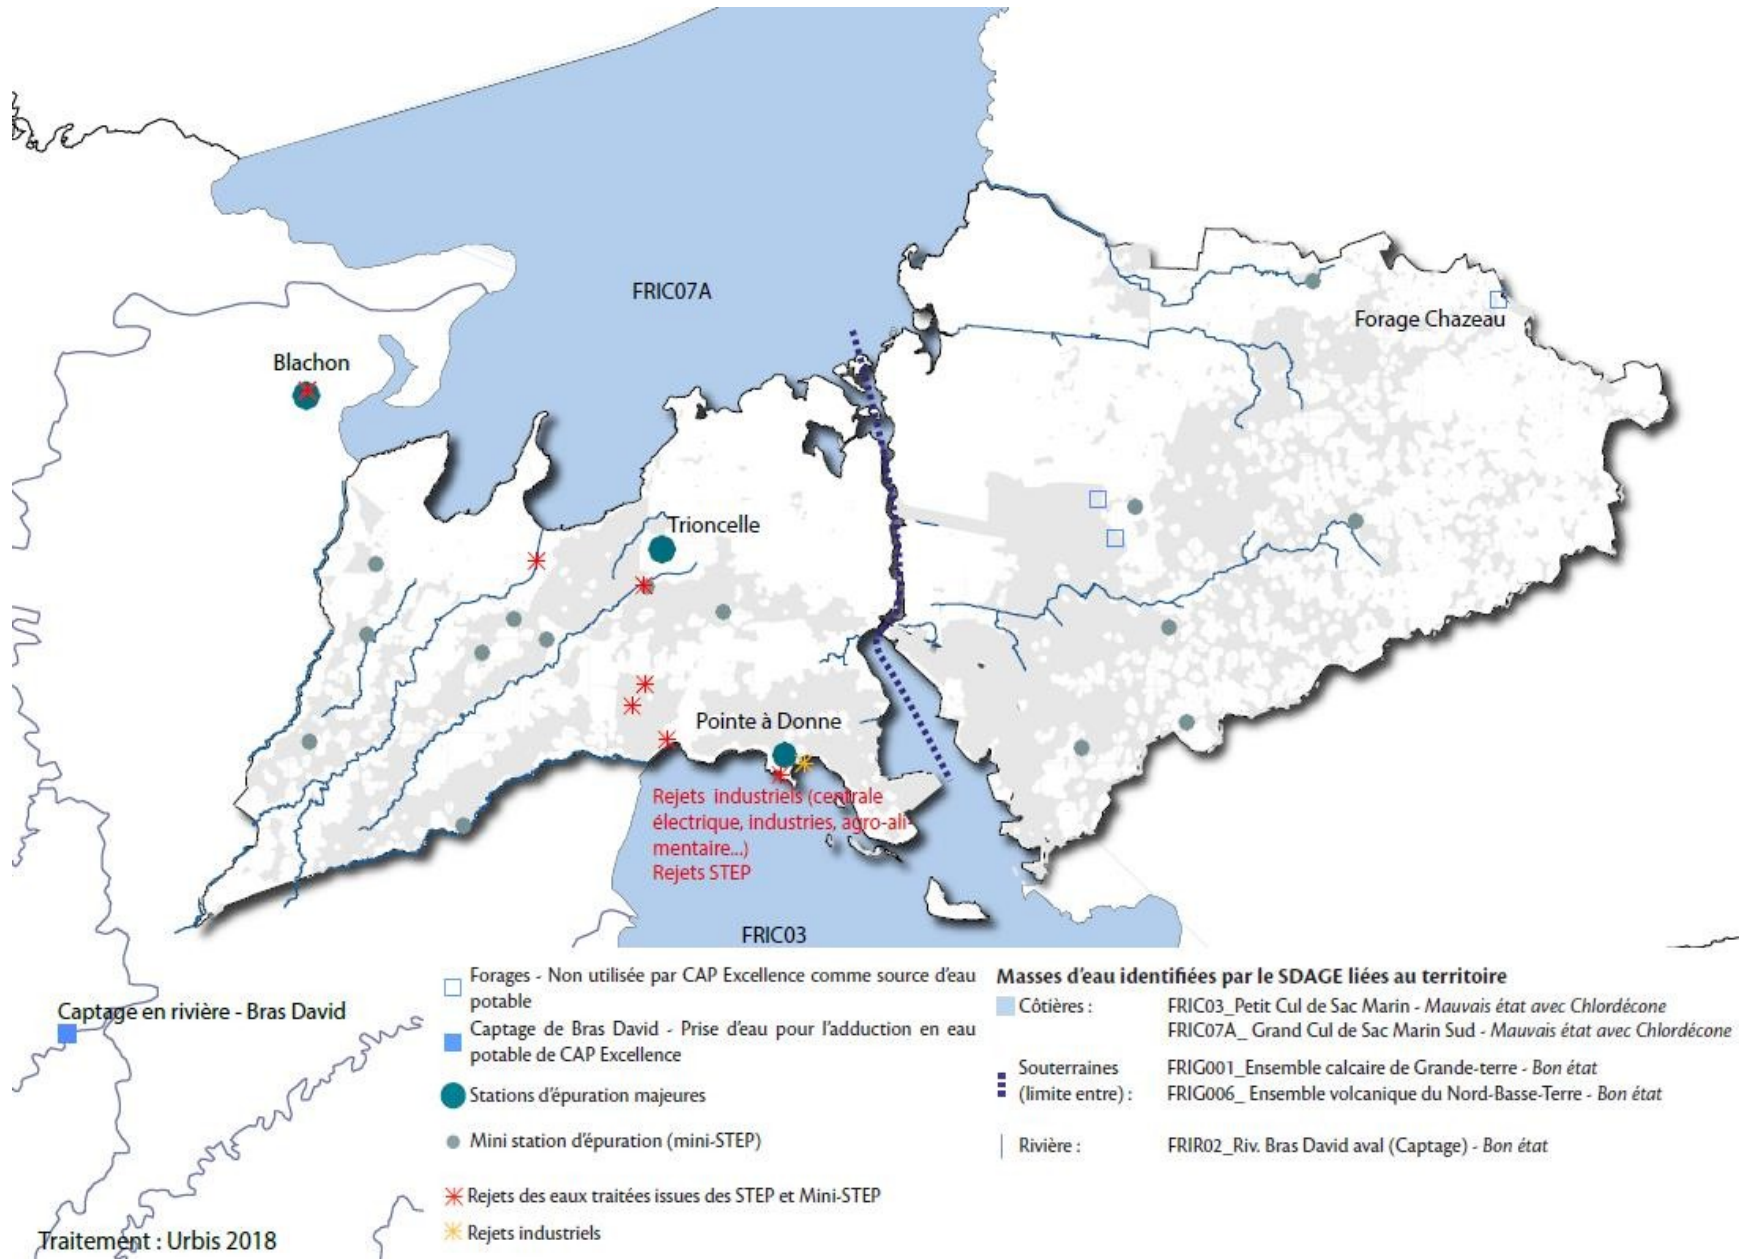 FRIC07A
Forage Chazeau
Blachon
Trioncelle
Pointe à Donne
Rejets industriels (centrale
électrique, industries, agro-ali-
mentaire...)
Rejets STEP
FRIC03
Captage en rivière - Bras David
Forages - Non utilisée par CAP Excellence comme source d'eau
potable
Captage de Bras David - Prise d'eau pour l'adduction en eau
potable de CAP Excellence
Stations d'épuration majeures
Mini station d'épuration (mini-STEP)
Rejets des eaux traitées issues des STEP et Mini-STEP
Rejets industriels
Masses d'eau identifiées par le SDAGE liées au territoire
Côtières : FRIC03_Petit Cul de Sac Marin - Mauvais état avec Chlordécone
FRIC07A_ Grand Cul de Sac Marin Sud - Mauvais état avec Chlordécone
Souterraines FRIG001_Ensemble calcaire de Grande-terre - Bon état
(limite entre) : FRIG006_ Ensemble volcanique du Nord-Basse-Terre - Bon état
Rivière : FRIR02_Riv. Bras David aval (Captage) - Bon état
Traitement : Urbis 2018